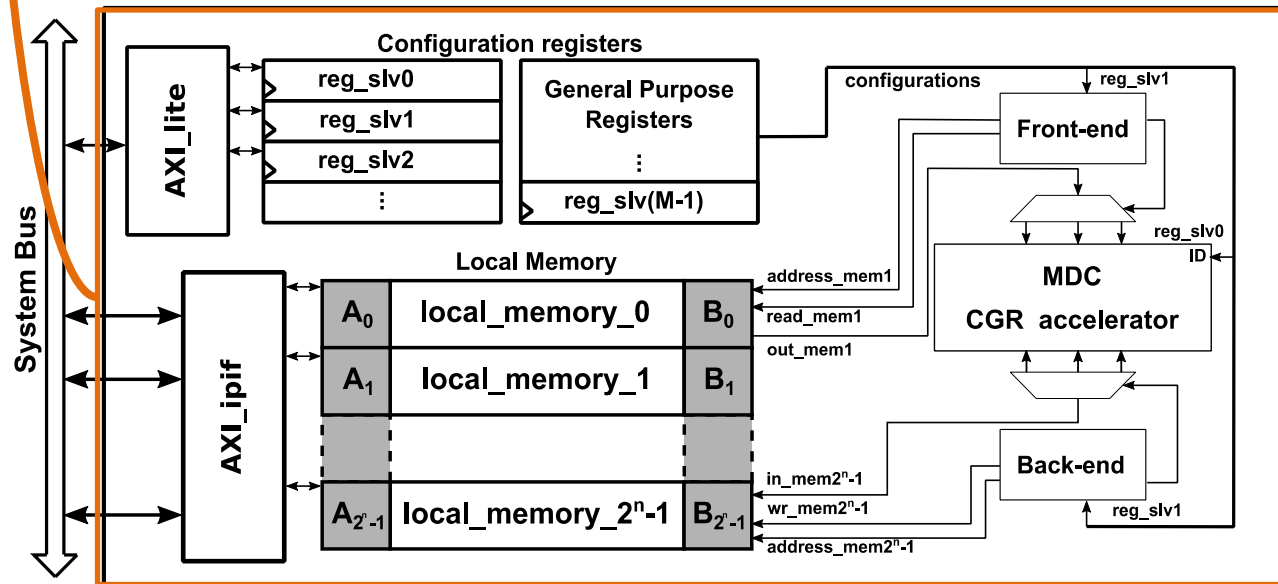 System Bus
AXI_lite
Configuration registers
reg_slv0
reg_slv1
reg_slv2
...
General Purpose
Registers
...
reg_slv(M-1)
configurations
reg_slv1
Front-end
reg_slv0
ID
MDC
CGR accelerator
AXI_ipif
Local Memory
A₀ local_memory_0 B₀
A₁ local_memory_1 B₁
A₂ⁿ₋₁ local_memory_2ⁿ-1 B₂ⁿ₋₁
address_mem1
read_mem1
out_mem1
in_mem2ⁿ-1
wr_mem2ⁿ-1
address_mem2ⁿ-1
Back-end
reg_slv1